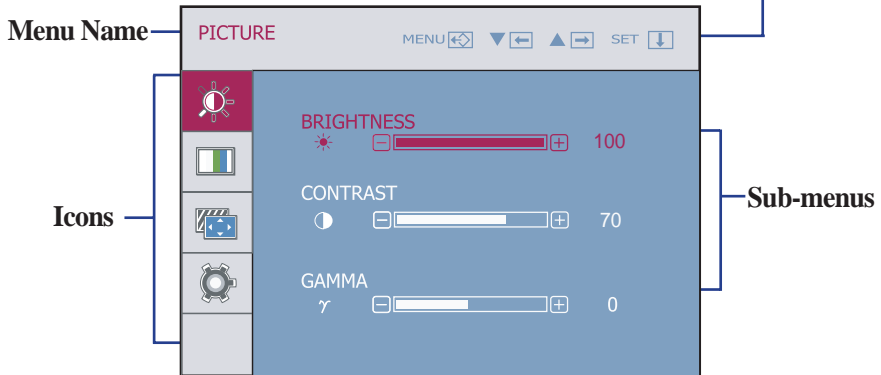 Menu Name
PICTURE
MENU ▼ ▲ SET
BRIGHTNESS
100
CONTRAST
70
GAMMA
γ 0
Icons
Sub-menus